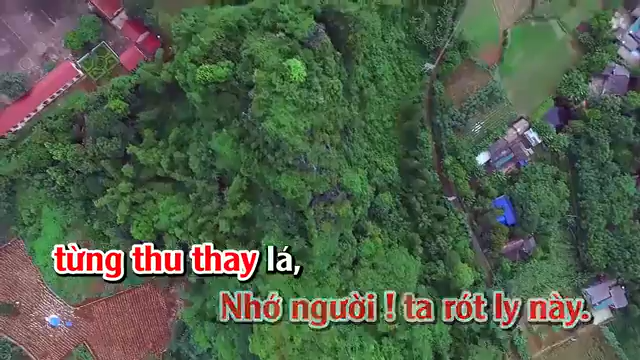 từng thu thay lá,
Nhớ người ! ta rót ly này.